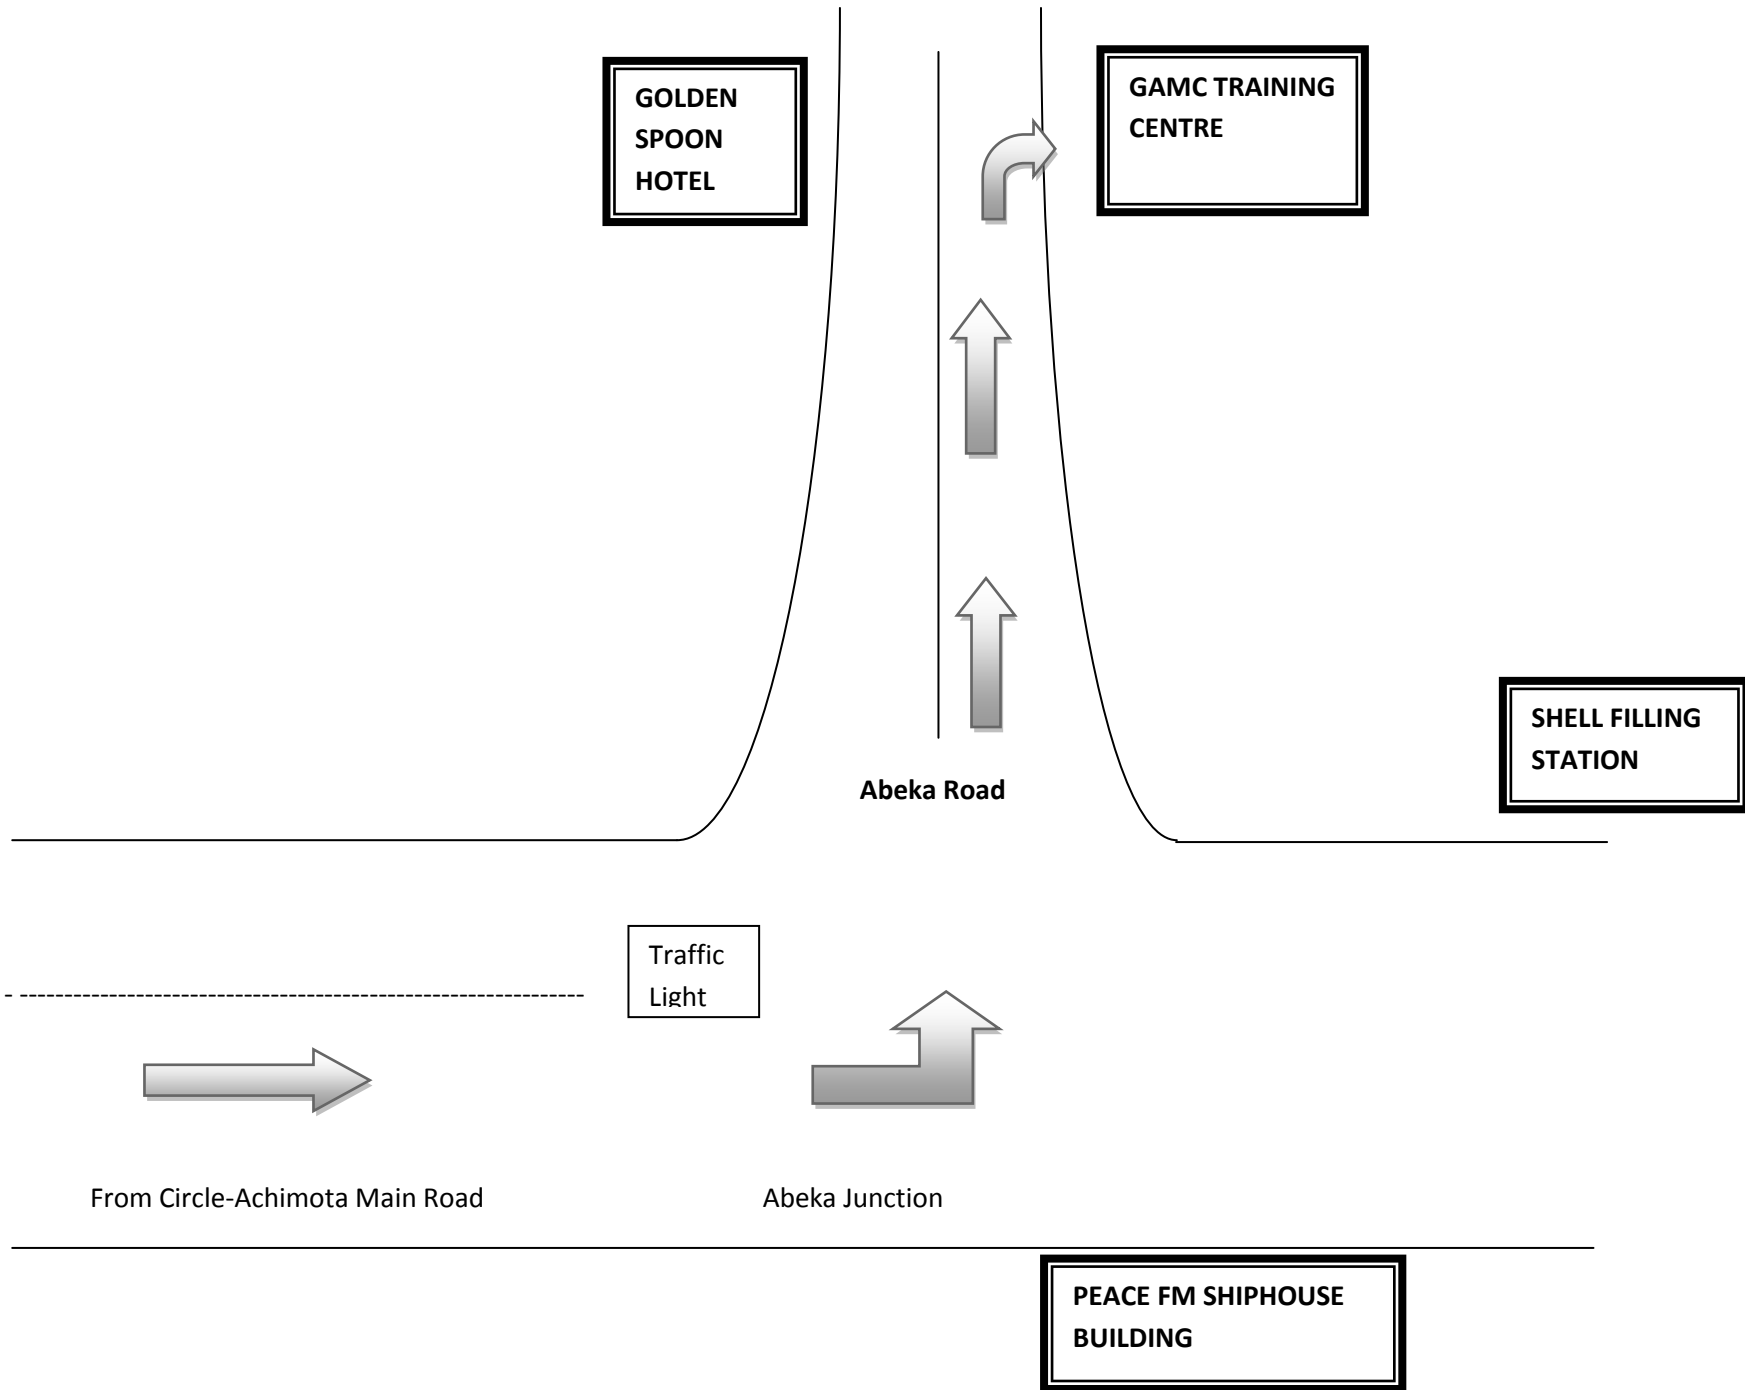 GOLDEN
SPOON
HOTEL
GAMC TRAINING
CENTRE
SHELL FILLING
STATION
Abeka Road
Traffic
Light
From Circle-Achimota Main Road
Abeka Junction
PEACE FM SHIPHOUSE
BUILDING